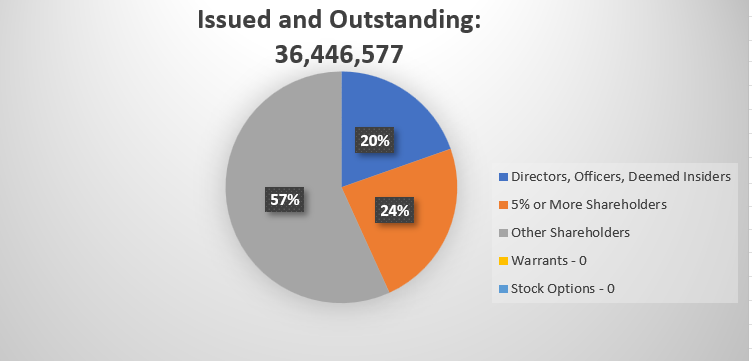 Issued and Outstanding:
36,446,577
20%
24%
57%
Directors, Officers, Deemed Insiders
5% or More Shareholders
Other Shareholders
Warrants - 0
Stock Options - 0